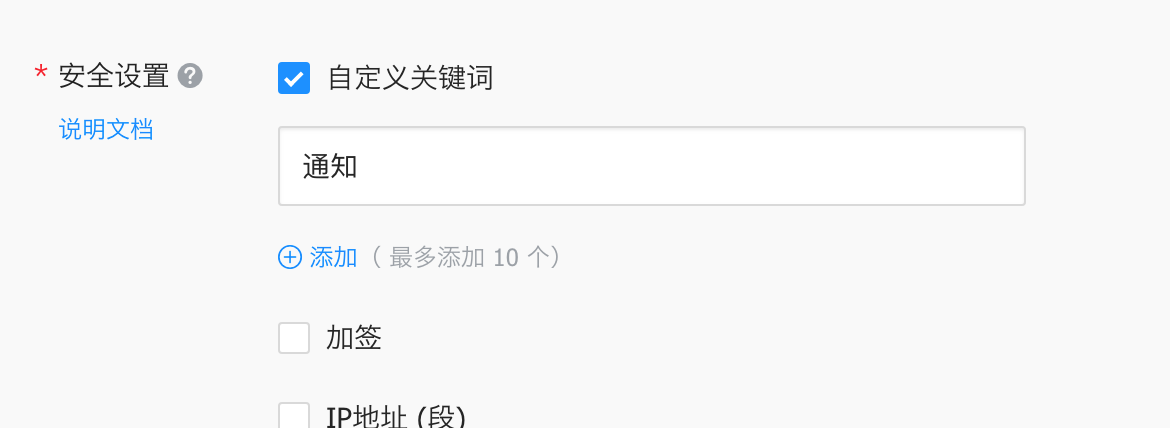 * 安全设置 ?
自定义关键词
说明文档
通知
添加（ 最多添加 10 个）
加签
IP地址 (段)